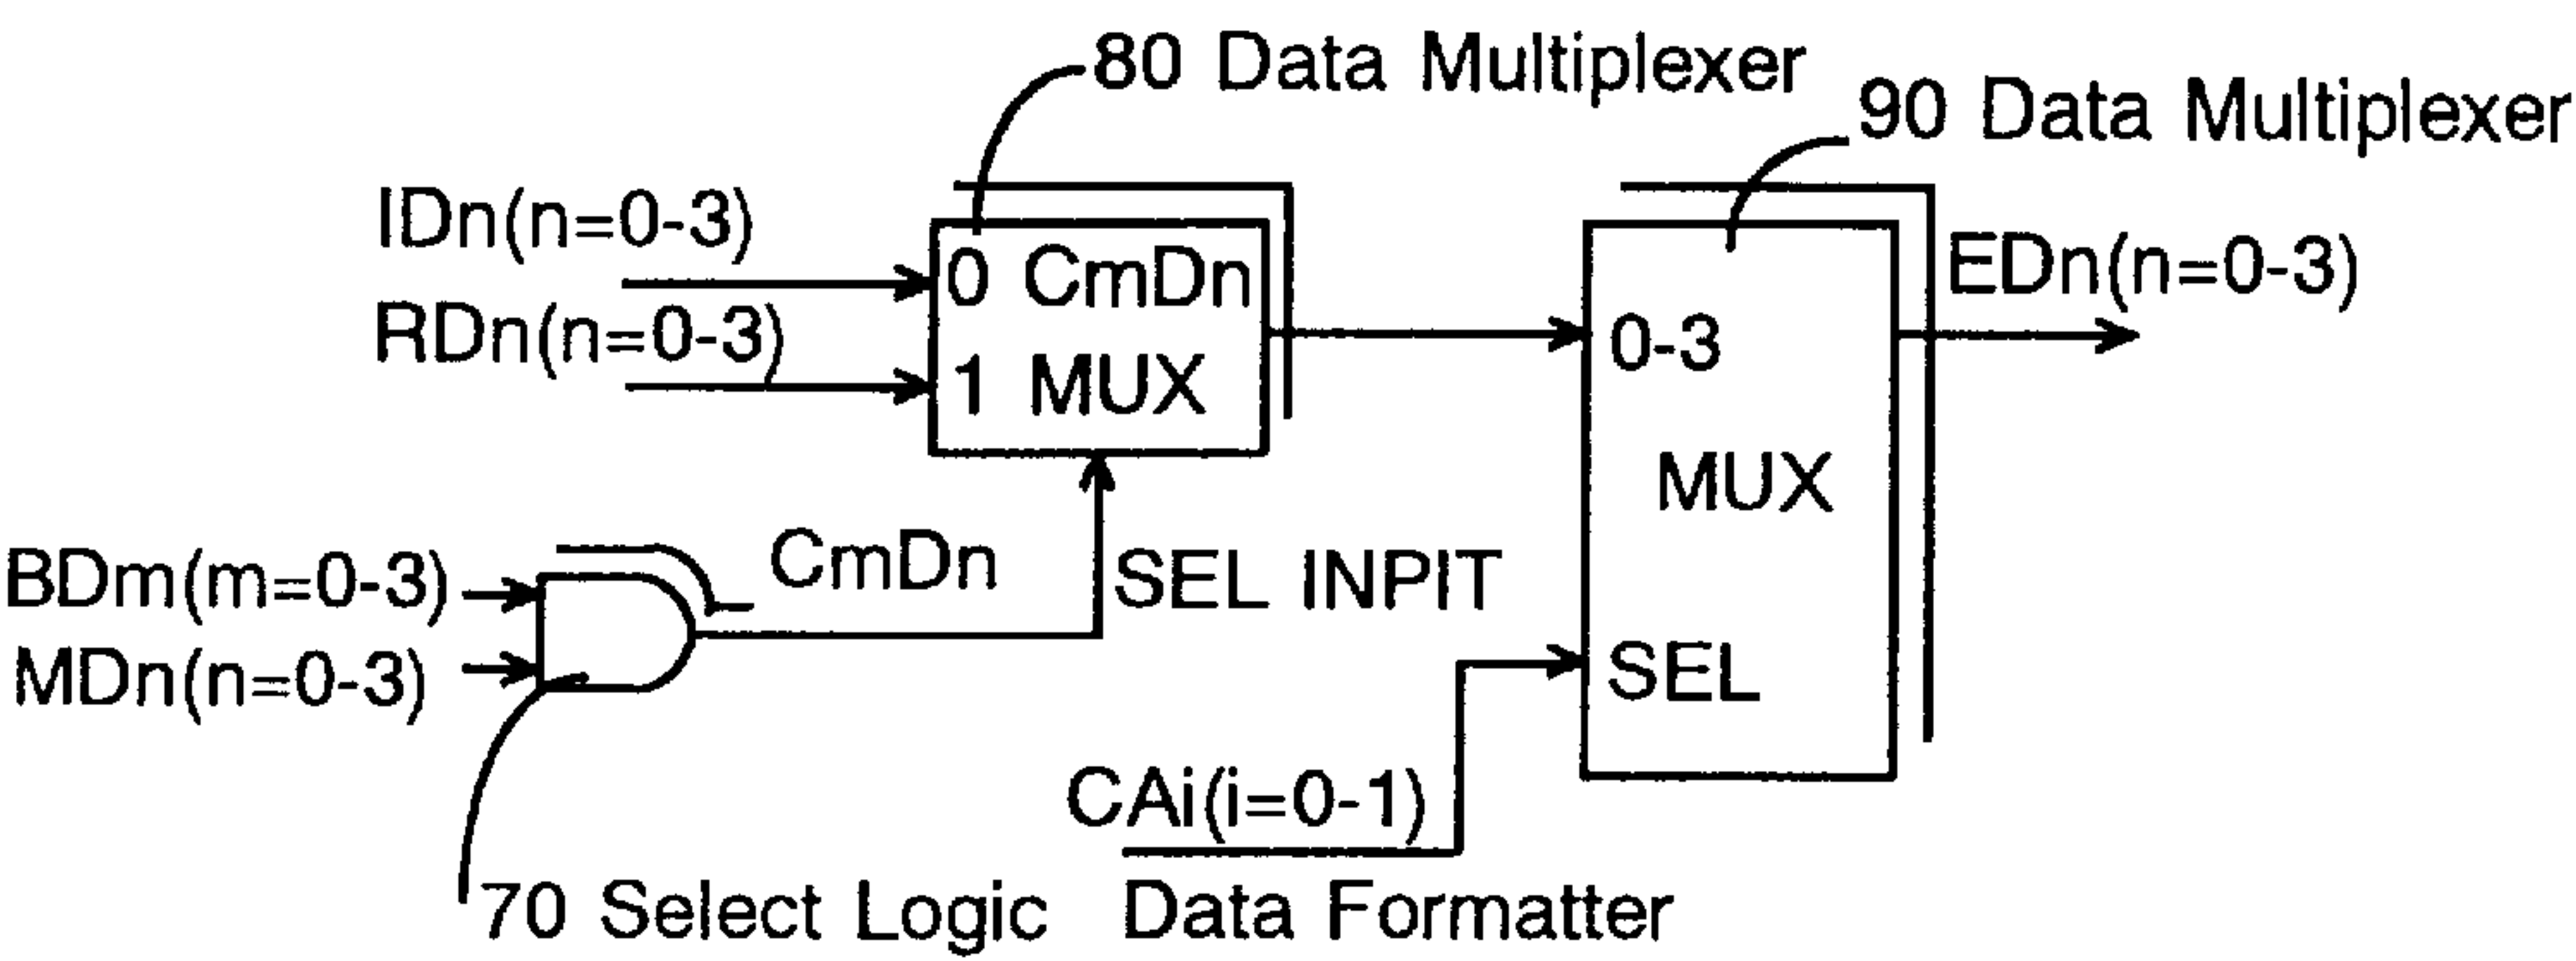 80 Data Multiplexer
90 Data Multiplexer
IDn(n=0-3)
RDn(n=0-3)
0 CmDn
1 MUX
EDn(n=0-3)
0-3
MUX
SEL
BDm(m=0-3)
MDn(n=0-3)
CmDn
SEL INPIT
CAi(i=0-1)
70 Select Logic
Data Formatter